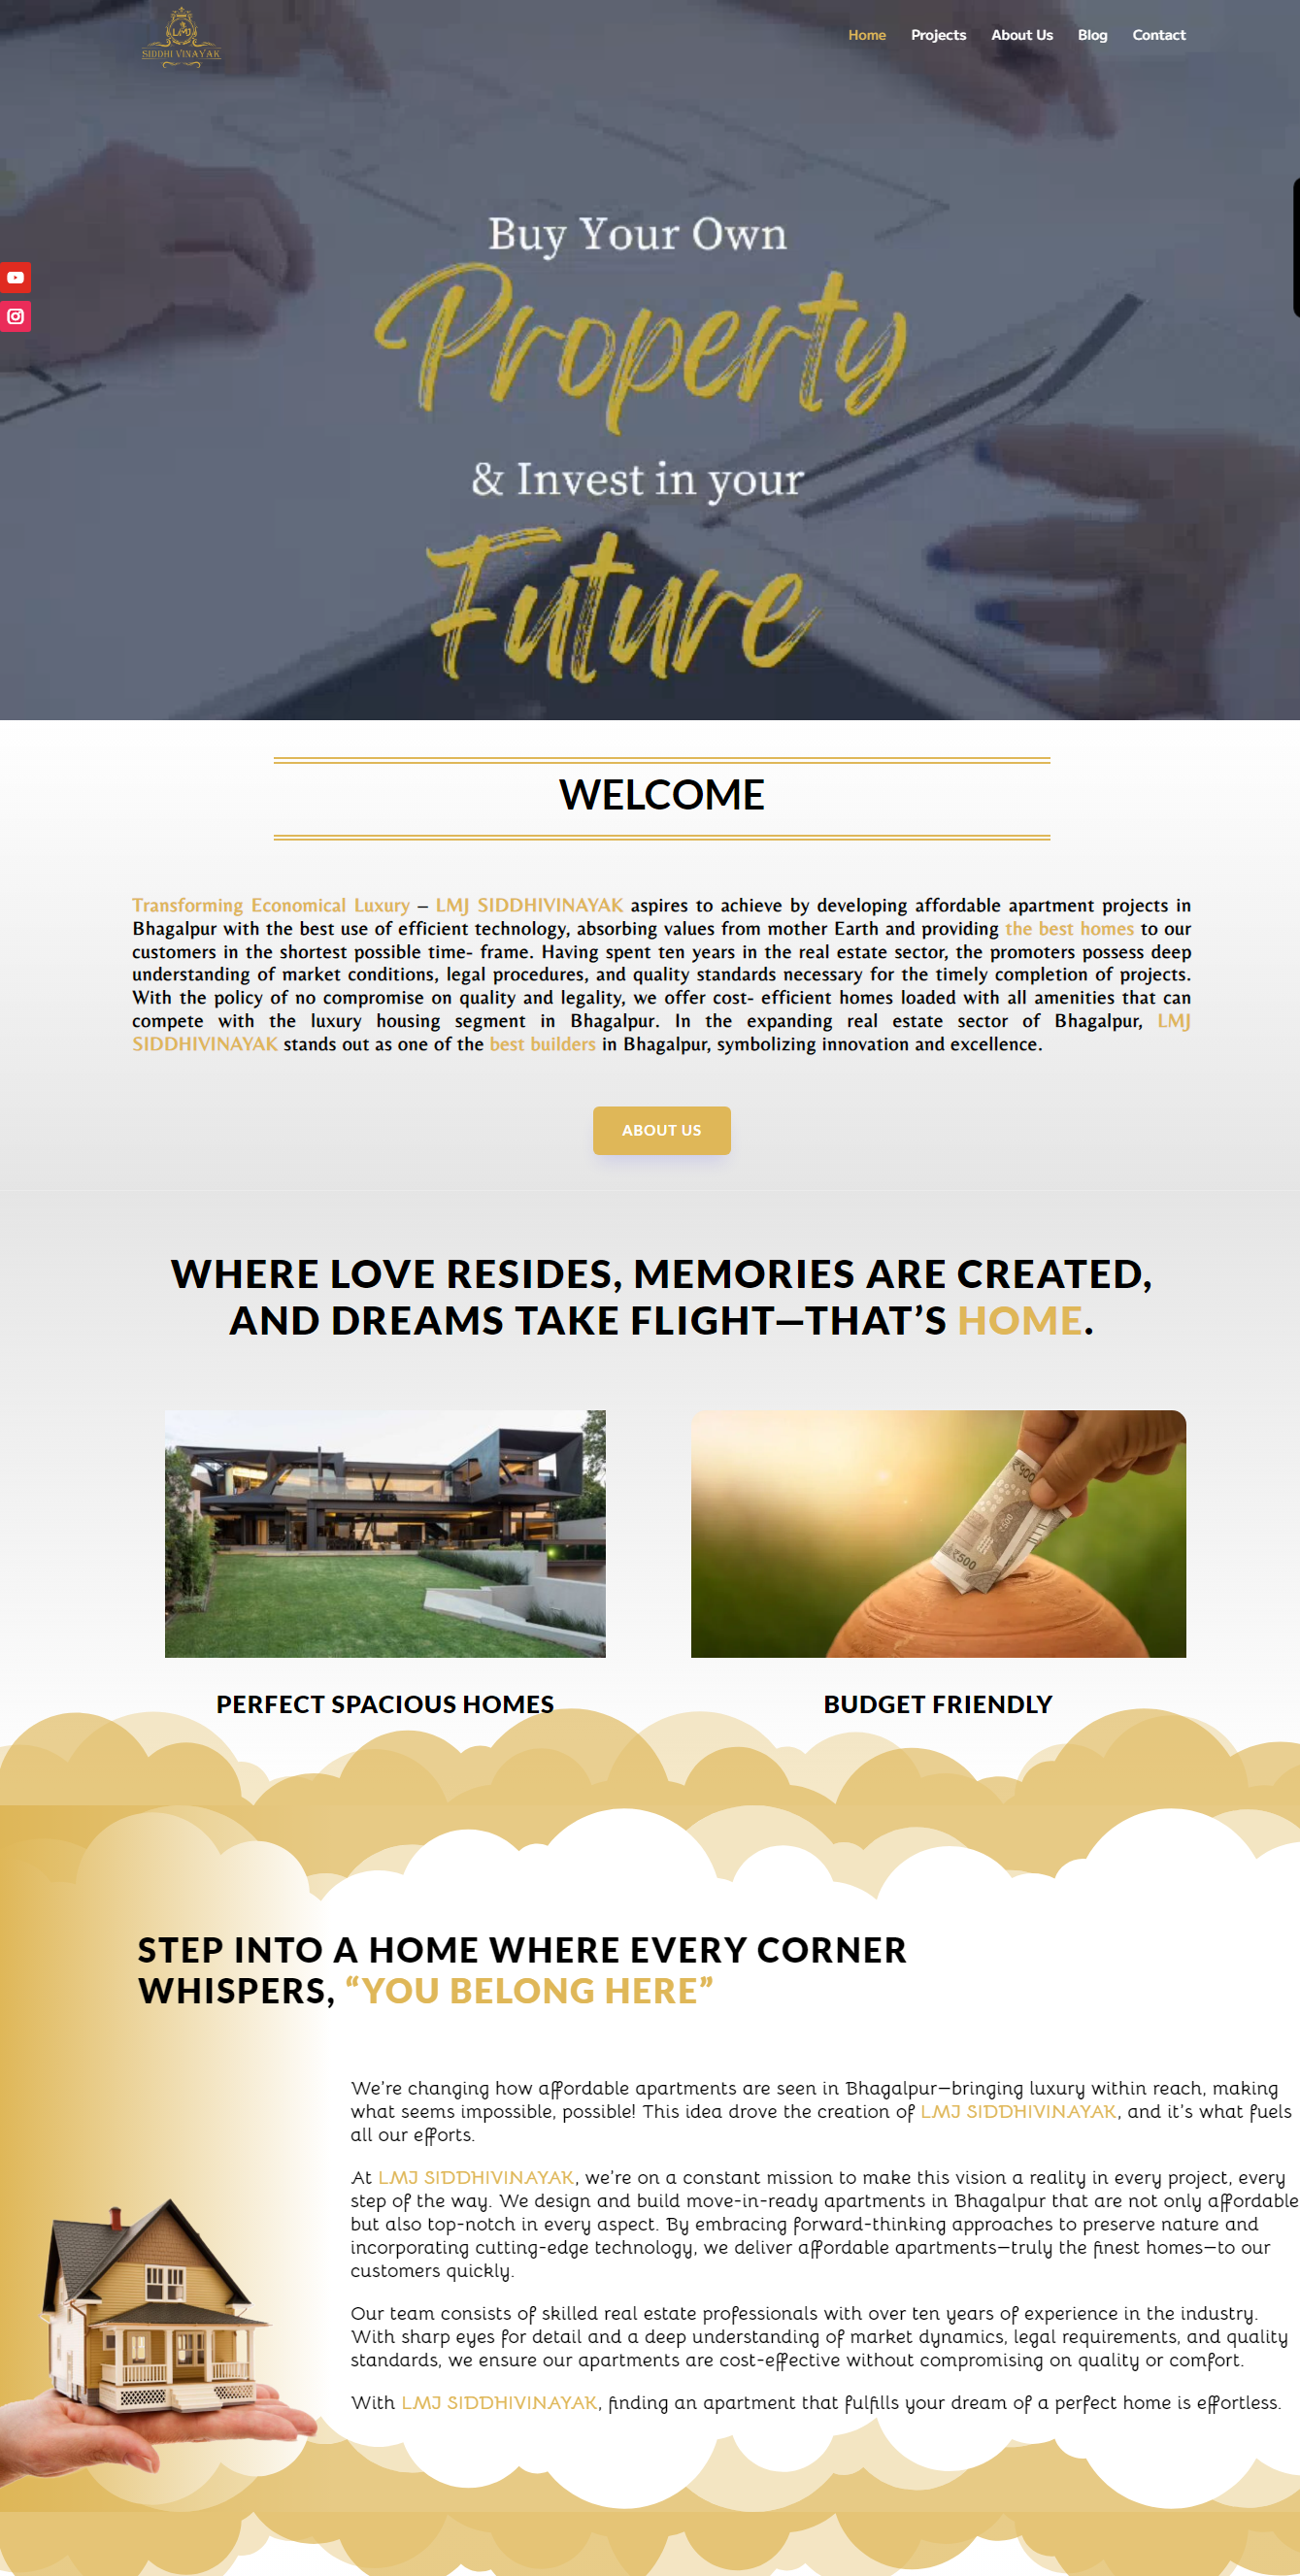 LMJ
SIDDHI VINAYAK
Home Projects About Us Blog Contact
Buy Your Own
Property
& Invest in your
Future
WELCOME
Transforming Economical Luxury – LMJ SIDDHIVINAYAK aspires to achieve by developing affordable apartment projects in
Bhagalpur with the best use of efficient technology, absorbing values from mother Earth and providing the best homes to our
customers in the shortest possible time- frame. Having spent ten years in the real estate sector, the promoters possess deep
understanding of market conditions, legal procedures, and quality standards necessary for the timely completion of projects.
With the policy of no compromise on quality and legality, we offer cost- efficient homes loaded with all amenities that can
compete with the luxury housing segment in Bhagalpur. In the expanding real estate sector of Bhagalpur, LMJ
SIDDHIVINAYAK stands out as one of the best builders in Bhagalpur, symbolizing innovation and excellence.
ABOUT US
WHERE LOVE RESIDES, MEMORIES ARE CREATED,
AND DREAMS TAKE FLIGHT—THAT’S HOME.
₹500
₹500
PERFECT SPACIOUS HOMES
BUDGET FRIENDLY
STEP INTO A HOME WHERE EVERY CORNER
WHISPERS, “YOU BELONG HERE”
We’re changing how affordable apartments are seen in Bhagalpur—bringing luxury within reach, making
what seems impossible, possible! This idea drove the creation of LMJ SIDDHIVINAYAK, and it’s what fuels
all our efforts.
At LMJ SIDDHIVINAYAK, we’re on a constant mission to make this vision a reality in every project, every
step of the way. We design and build move-in-ready apartments in Bhagalpur that are not only affordable
but also top-notch in every aspect. By embracing forward-thinking approaches to preserve nature and
incorporating cutting-edge technology, we deliver affordable apartments—truly the finest homes—to our
customers quickly.
Our team consists of skilled real estate professionals with over ten years of experience in the industry.
With sharp eyes for detail and a deep understanding of market dynamics, legal requirements, and quality
standards, we ensure our apartments are cost-effective without compromising on quality or comfort.
With LMJ SIDDHIVINAYAK, finding an apartment that fulfills your dream of a perfect home is effortless.